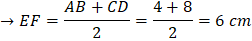 → EF = (AB + CD)/2 = (4 + 8)/2 = 6 cm